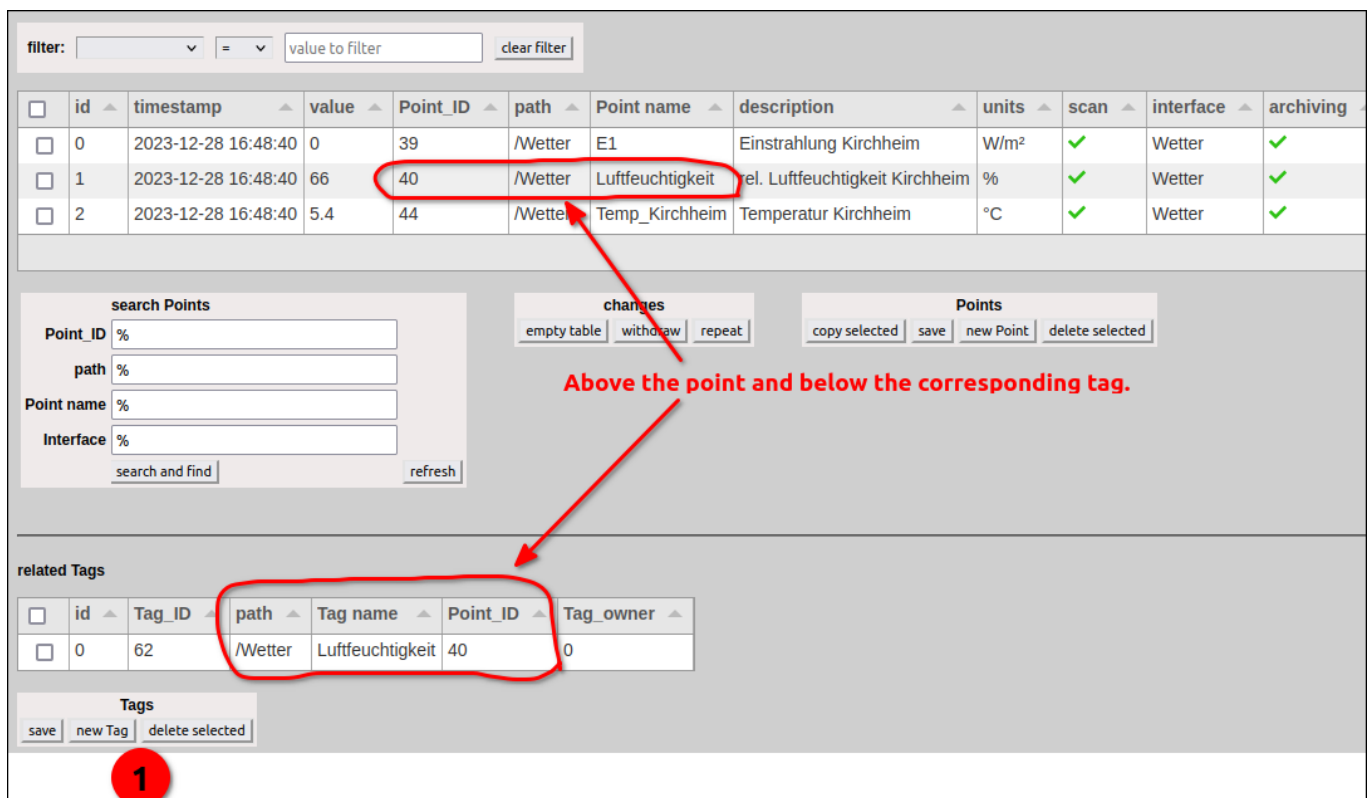 filter: = value to filter clear filter
id timestamp value Point_ID path Point name description units scan interface archiving
0 2023-12-28 16:48:40 0 39 /Wetter E1 Einstrahlung Kirchheim W/m² Wetter
1 2023-12-28 16:48:40 66 40 /Wetter Luftfeuchtigkeit rel. Luftfeuchtigkeit Kirchheim % Wetter
2 2023-12-28 16:48:40 5.4 44 /Wetter Temp_Kirchheim Temperatur Kirchheim °C Wetter
search Points changes Points
Point_ID % empty table withdraw repeat copy selected save new Point delete selected
path %
Above the point and below the corresponding tag.
Point name %
Interface %
search and find refresh
related Tags
id Tag_ID path Tag name Point_ID Tag_owner
0 62 /Wetter Luftfeuchtigkeit 40 0
Tags
save new Tag delete selected
1